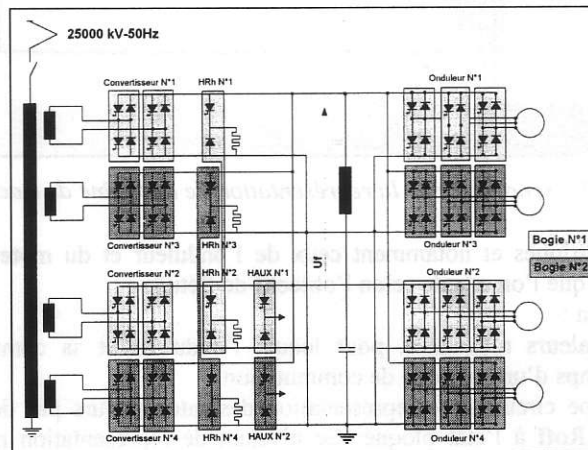 25000 kV-50Hz
Convertisseur N°1
HRh N°1
Onduleur N°1
Convertisseur N°3
HRh N°3
Uf
Onduleur N°3
Bogie N°1
Bogie N°2
Convertisseur N°2
HRh N°2
HAUX N°1
Onduleur N°2
Convertisseur N°4
HRh N°4
HAUX N°2
Onduleur N°4